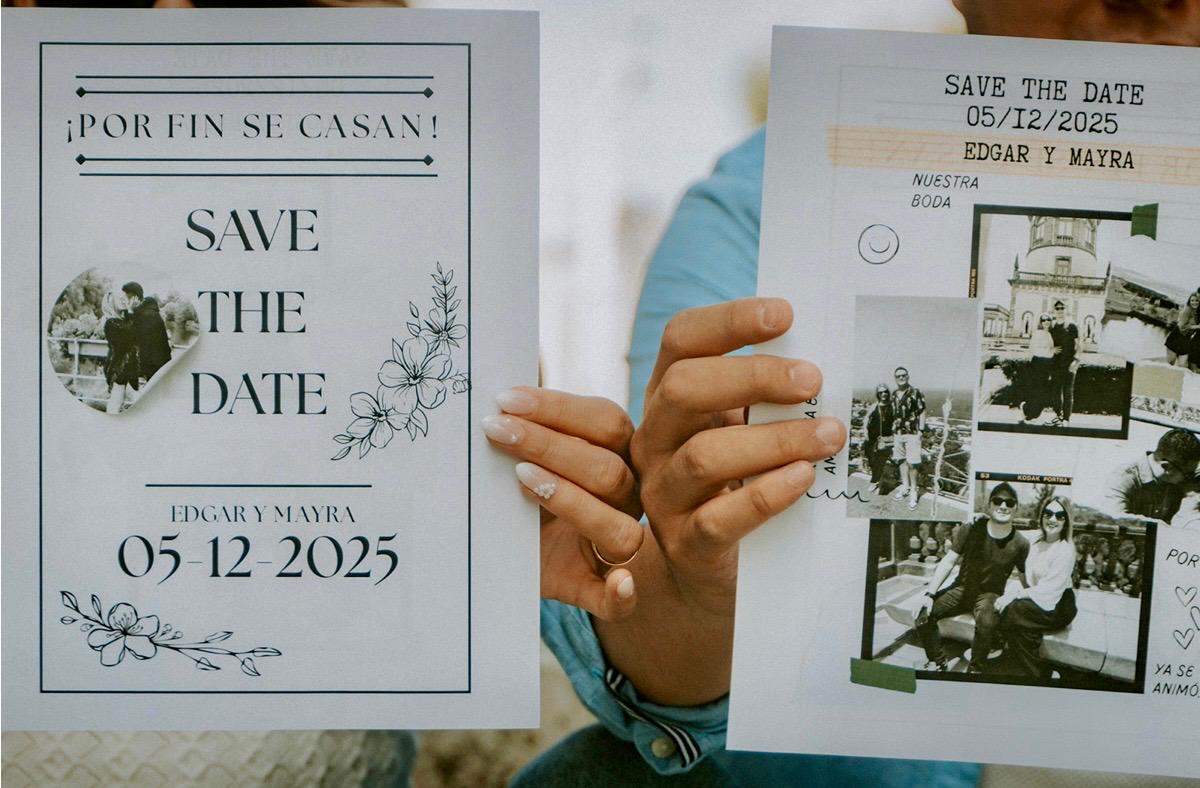 ¡POR FIN SE CASAN!
SAVE
THE
DATE
EDGAR Y MAYRA
05-12-2025
SAVE THE DATE
05/12/2025
EDGAR Y MAYRA
NUESTRA
BODA
KODAK PORTRA
POR
YA SE
ANIMÓ